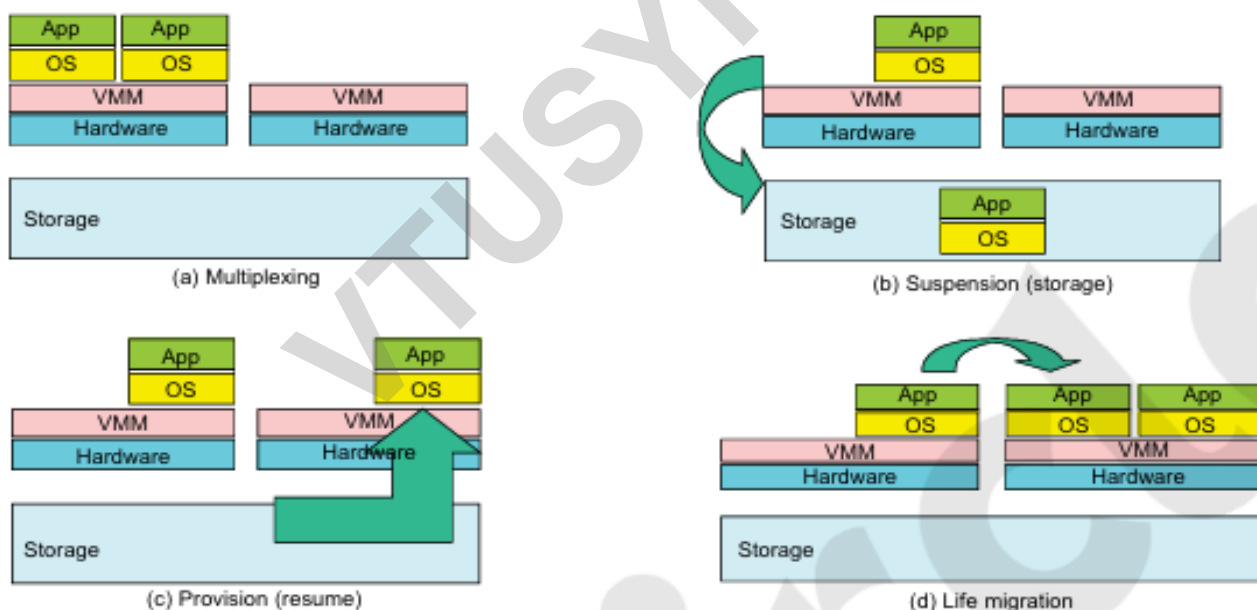 App App
OS OS
VMM VMM
Hardware Hardware
Storage
(a) Multiplexing
App
OS
VMM VMM
Hardware Hardware
Storage
App
OS
(b) Suspension (storage)
App App
OS OS
VMM VMM
Hardware Hardware
Storage
(c) Provision (resume)
App App App
OS OS OS
VMM VMM
Hardware Hardware
Storage
(d) Life migration
VTUSY